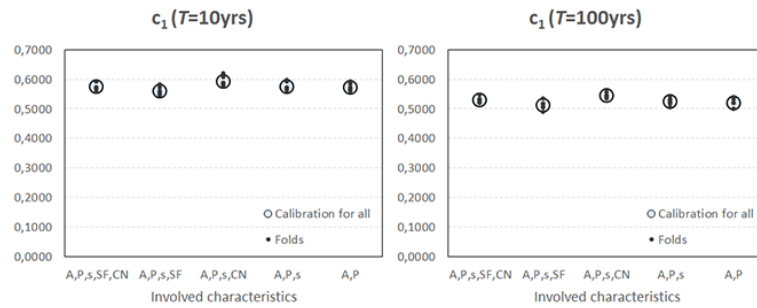 c1 (T=10yrs)
0,7000
0,6000
0,5000
0,4000
0,3000
0,2000
0,1000
0,0000
Calibration for all
Folds
A,P,s,SF,CN A,P,s,SF A,P,s,CN A,P,s A,P
Involved characteristics
c1 (T=100yrs)
0,7000
0,6000
0,5000
0,4000
0,3000
0,2000
0,1000
0,0000
Calibration for all
Folds
A,P,s,SF,CN A,P,s,SF A,P,s,CN A,P,s A,P
Involved characteristics